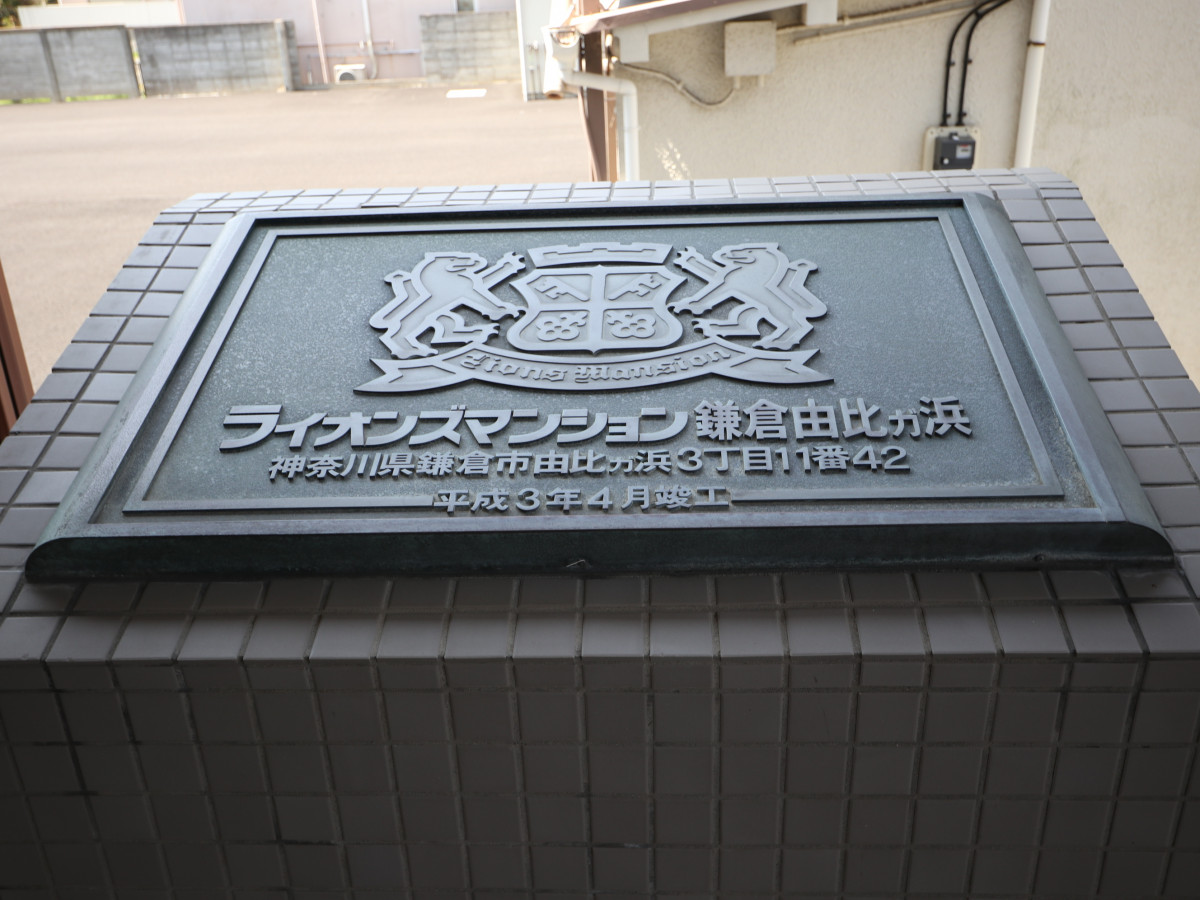 Lions Mansion
ライオンズマンション鎌倉由比ガ浜
神奈川県鎌倉市由比ガ浜3丁目11番42
平成3年4月竣工